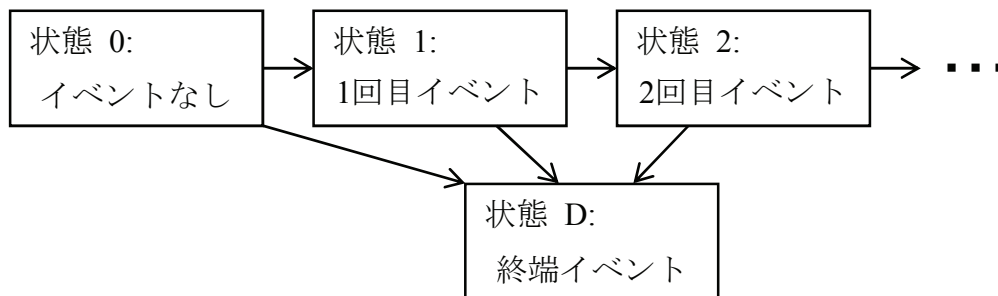 状態 0:
イベントなし
状態 1:
1回目イベント
状態 2:
2回目イベント
・・・
状態 D:
終端イベント